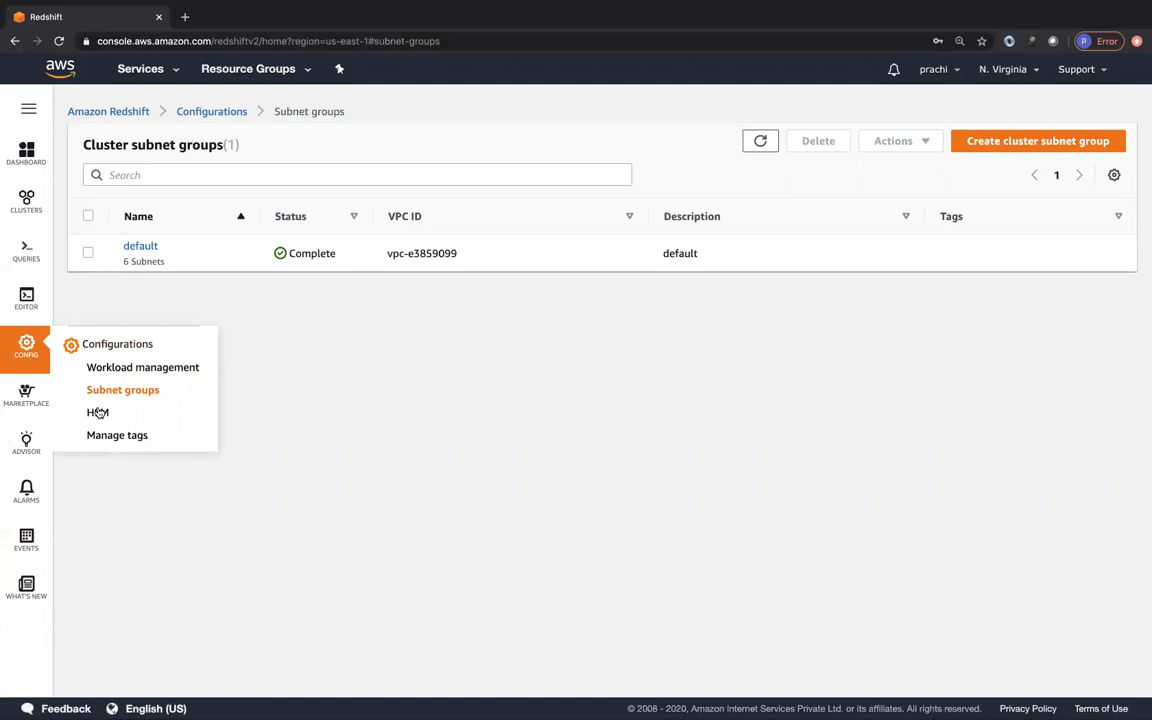 Redshift
console.aws.amazon.com/redshiftv2/home?region=us-east-1#subnet-groups
P Error
aws Services Resource Groups prachi N. Virginia Support
Amazon Redshift > Configurations > Subnet groups
Cluster subnet groups(1)
Delete Actions Create cluster subnet group
Search
1
Name Status VPC ID Description Tags
default Complete vpc-e3859099 default
6 Subnets
DASHBOARD
CLUSTERS
QUERIES
EDITOR
CONFIG
Configurations
Workload management
Subnet groups
HSM
Manage tags
MARKETPLACE
ADVISOR
ALARMS
EVENTS
WHAT'S NEW
Feedback English (US) © 2008 - 2020, Amazon Internet Services Private Ltd. or its affiliates. All rights reserved. Privacy Policy Terms of Use